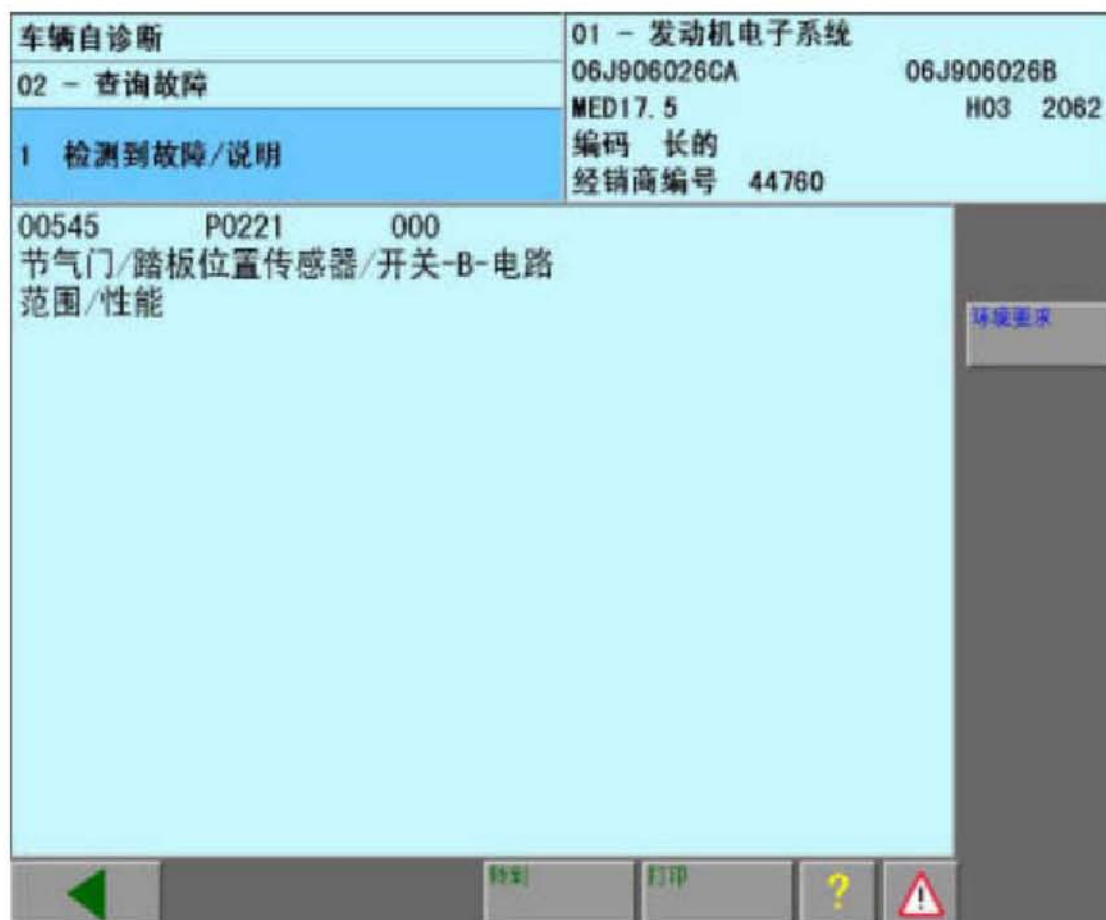 车辆自诊断
02 - 查询故障
1 检测到故障/说明
01 - 发动机电子系统
06J906026CA 06J906026B
MED17.5 H03 2062
编码 长的
经销商编号 44760
00545 P0221 000
节气门/踏板位置传感器/开关-B-电路
范围/性能
环境要求
转到
打印
?